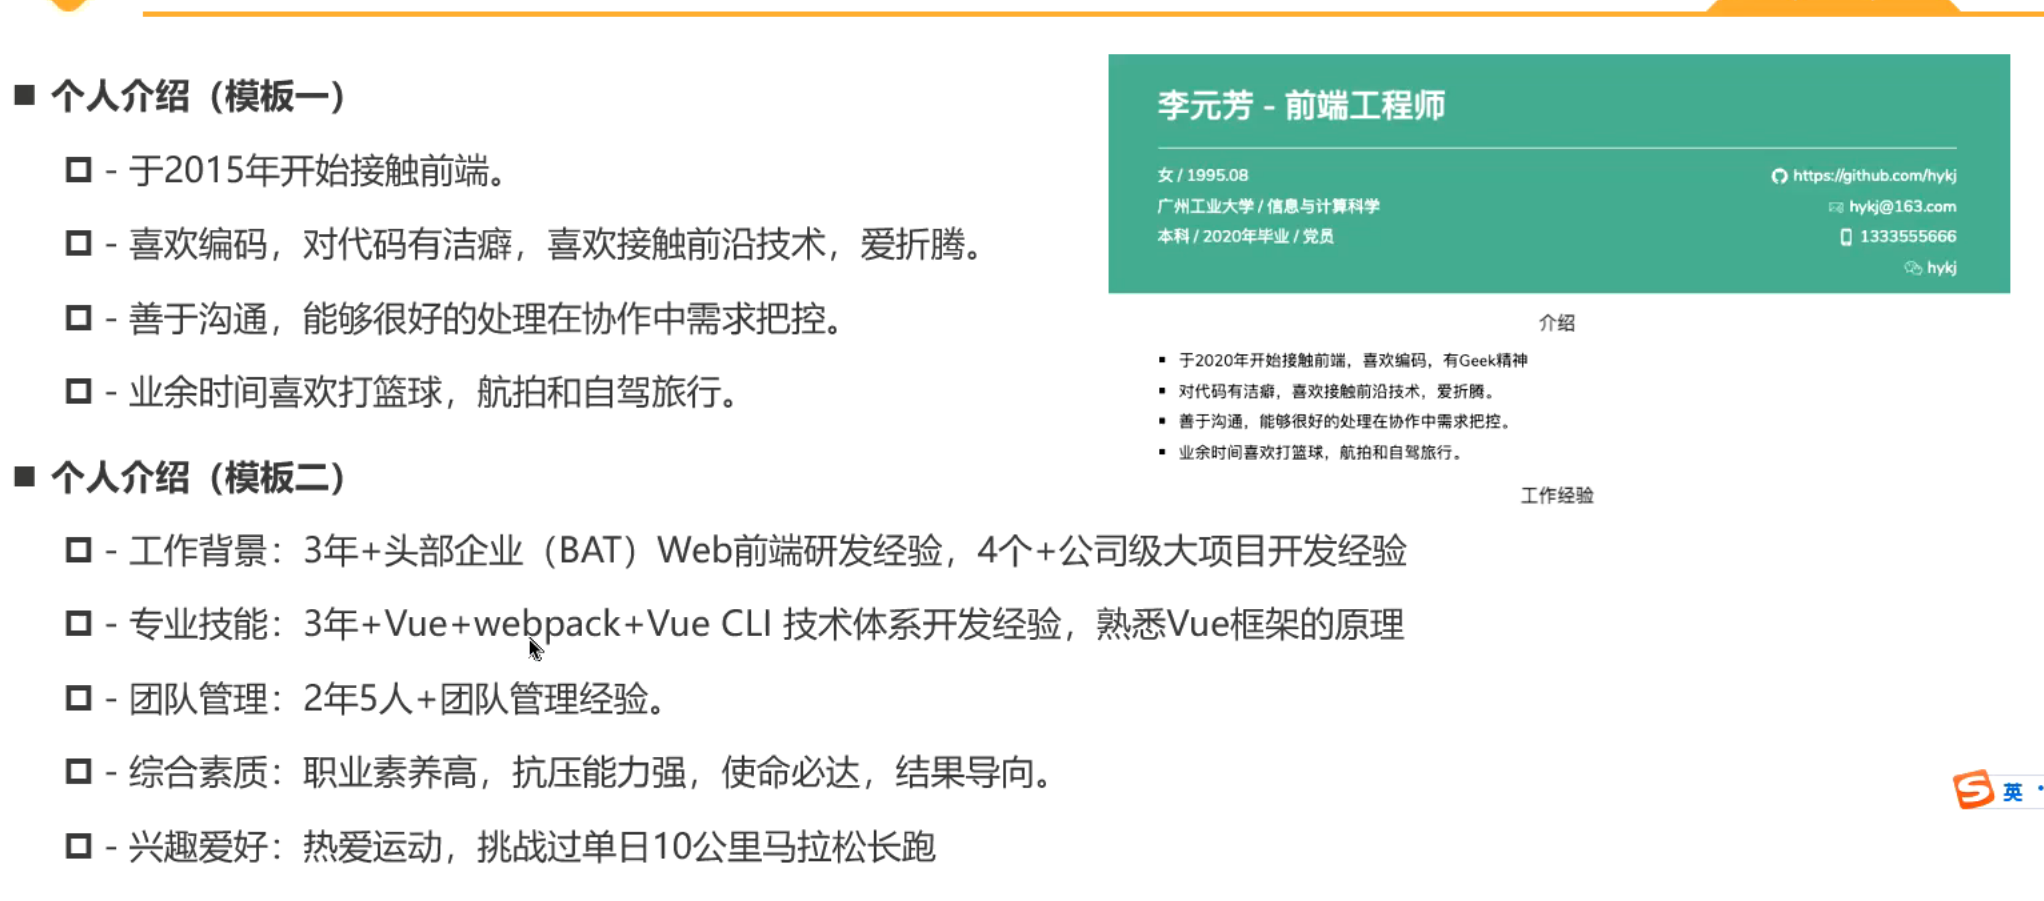 个人介绍（模板一）
- 于2015年开始接触前端。
- 喜欢编码，对代码有洁癖，喜欢接触前沿技术，爱折腾。
- 善于沟通，能够很好的处理在协作中需求把控。
- 业余时间喜欢打篮球，航拍和自驾旅行。
个人介绍（模板二）
- 工作背景：3年+头部企业（BAT）Web前端研发经验，4个+公司级大项目开发经验
- 专业技能：3年+Vue+webpack+Vue CLI 技术体系开发经验，熟悉Vue框架的原理
- 团队管理：2年5人+团队管理经验。
- 综合素质：职业素养高，抗压能力强，使命必达，结果导向。
- 兴趣爱好：热爱运动，挑战过单日10公里马拉松长跑
李元芳 - 前端工程师
女 / 1995.08
广州工业大学 / 信息与计算科学
本科 / 2020年毕业 / 党员
https://github.com/hykj
hykj@163.com
1333555666
hykj
介绍
于2020年开始接触前端，喜欢编码，有Geek精神
对代码有洁癖，喜欢接触前沿技术，爱折腾。
善于沟通，能够很好的处理在协作中需求把控。
业余时间喜欢打篮球，航拍和自驾旅行。
工作经验
英